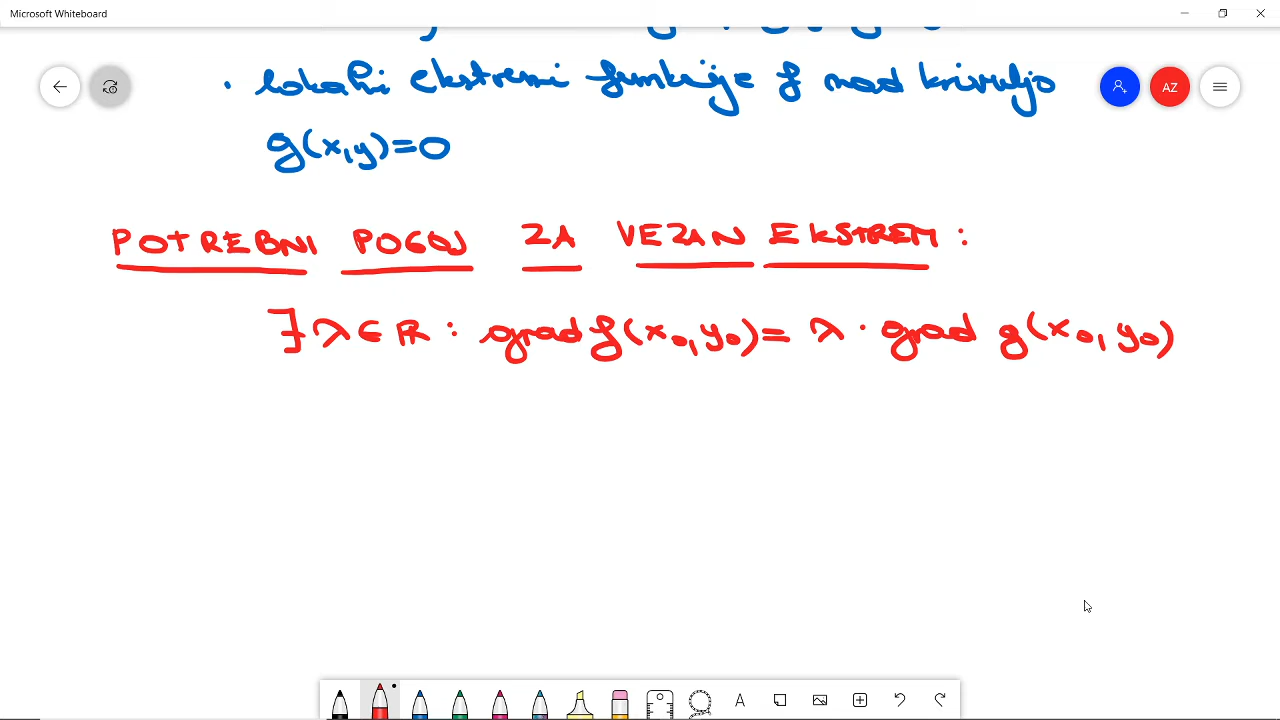 Microsoft Whiteboard
• lokalni ekstremi funkcije f nad krivuljo
AZ
g(x,y)=0
POTREBNI POGOJ ZA VEZAN EKSTREM:
∃ λ∈ℝ: grad f(x₀,y₀)= λ· grad g(x₀,y₀)
A